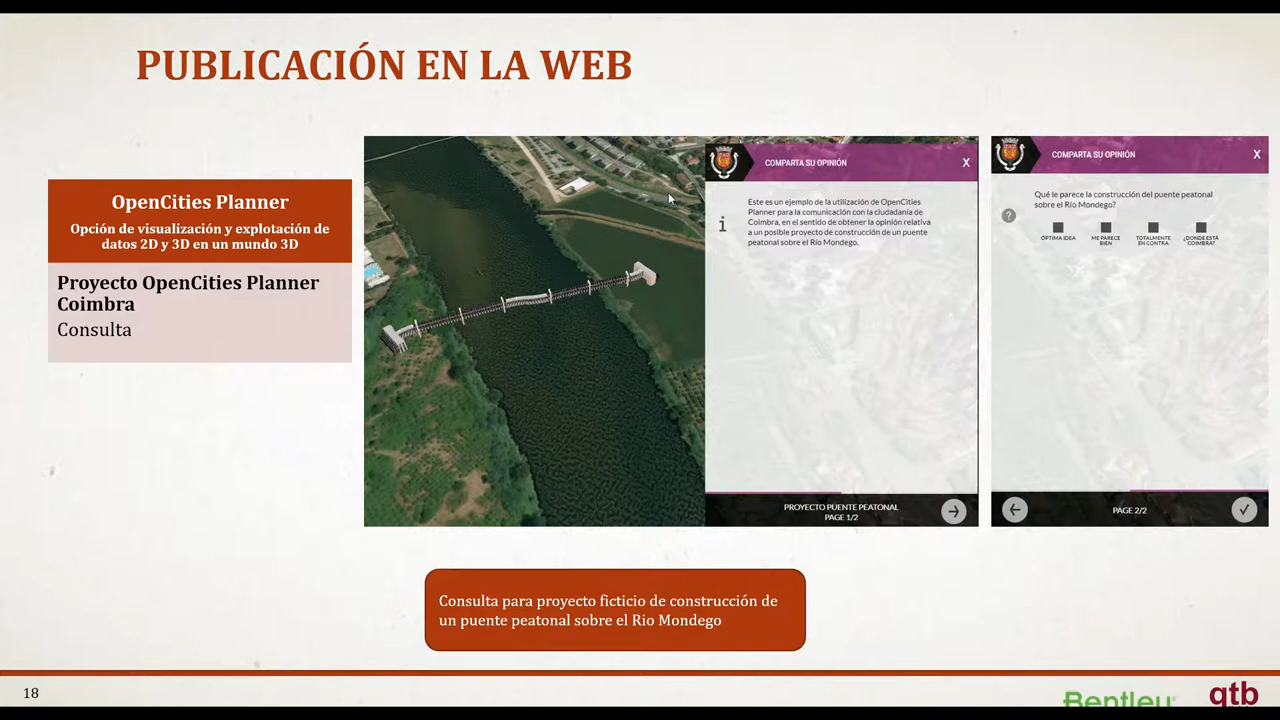 PUBLICACIÓN EN LA WEB
OpenCities Planner
Opción de visualización y explotación de
datos 2D y 3D en un mundo 3D
Proyecto OpenCities Planner
Coimbra
Consulta
COMPARTA SU OPINIÓN
X
Este es un ejemplo de la utilización de OpenCities
Planner para la comunicación con la ciudadanía de
Coimbra, en el sentido de obtener la opinión relativa
a un posible proyecto de construcción de un puente
peatonal sobre el Río Mondego.
PROYECTO PUENTE PEATONAL
PAGE 1/2
COMPARTA SU OPINIÓN
X
Qué le parece la construcción del puente peatonal
sobre el Río Mondego?
ÓPTIMA IDEA
ME PARECE
BIEN
TOTALMENTE
EN CONTRA
¿DONDE ESTÁ
COIMBRA?
PAGE 2/2
Consulta para proyecto ficticio de construcción de
un puente peatonal sobre el Rio Mondego
18
Bentley
qtb